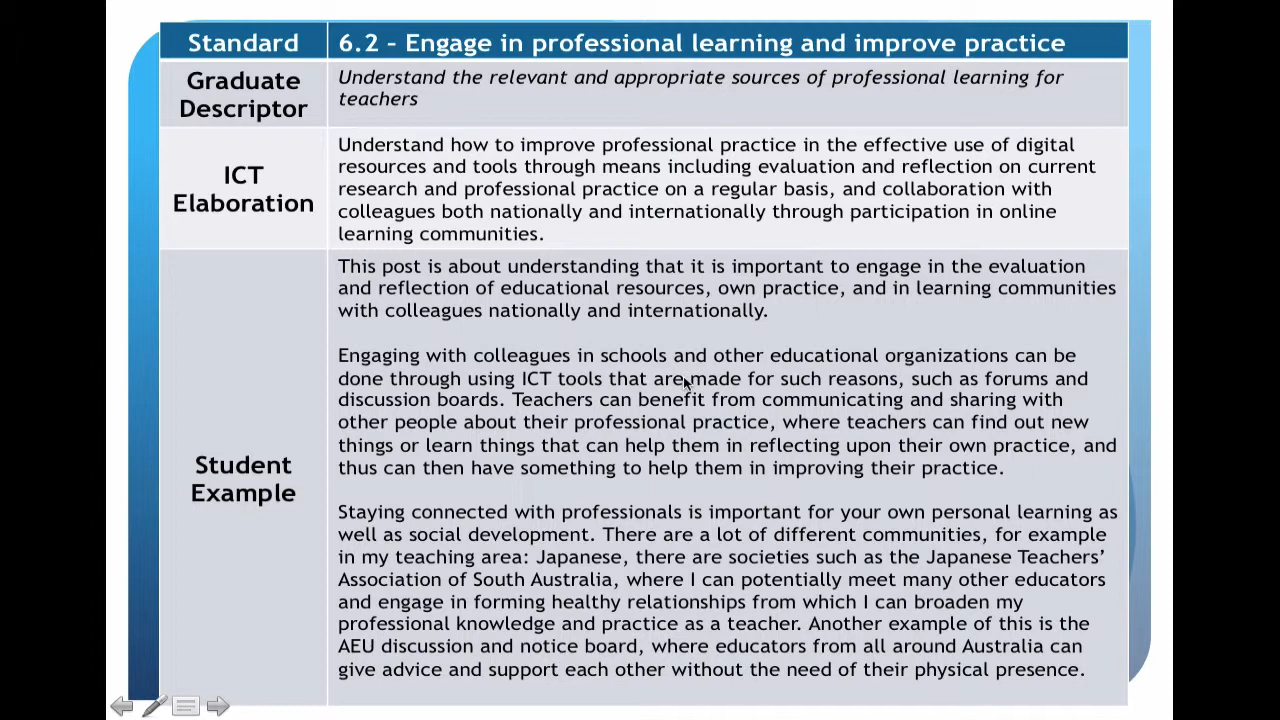 Standard
6.2 – Engage in professional learning and improve practice
Graduate
Descriptor
Understand the relevant and appropriate sources of professional learning for
teachers
ICT
Elaboration
Understand how to improve professional practice in the effective use of digital
resources and tools through means including evaluation and reflection on current
research and professional practice on a regular basis, and collaboration with
colleagues both nationally and internationally through participation in online
learning communities.
Student
Example
This post is about understanding that it is important to engage in the evaluation
and reflection of educational resources, own practice, and in learning communities
with colleagues nationally and internationally.
Engaging with colleagues in schools and other educational organizations can be
done through using ICT tools that are made for such reasons, such as forums and
discussion boards. Teachers can benefit from communicating and sharing with
other people about their professional practice, where teachers can find out new
things or learn things that can help them in reflecting upon their own practice, and
thus can then have something to help them in improving their practice.
Staying connected with professionals is important for your own personal learning as
well as social development. There are a lot of different communities, for example
in my teaching area: Japanese, there are societies such as the Japanese Teachers’
Association of South Australia, where I can potentially meet many other educators
and engage in forming healthy relationships from which I can broaden my
professional knowledge and practice as a teacher. Another example of this is the
AEU discussion and notice board, where educators from all around Australia can
give advice and support each other without the need of their physical presence.